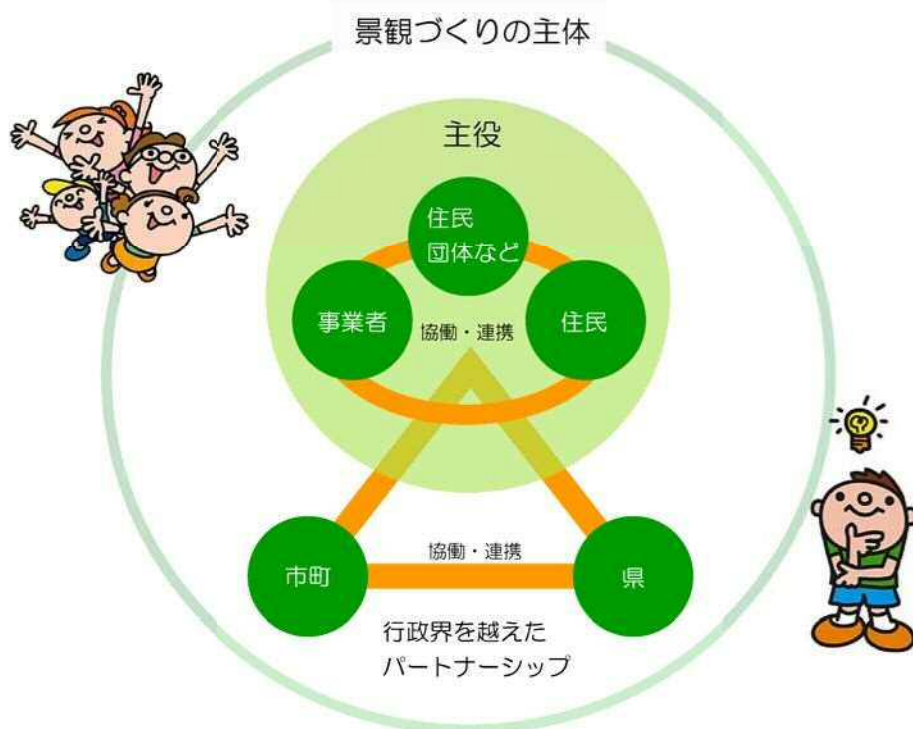 景観づくりの主体
主役
住民
団体など
事業者
住民
協働・連携
市町
協働・連携
県
行政界を越えた
パートナーシップ